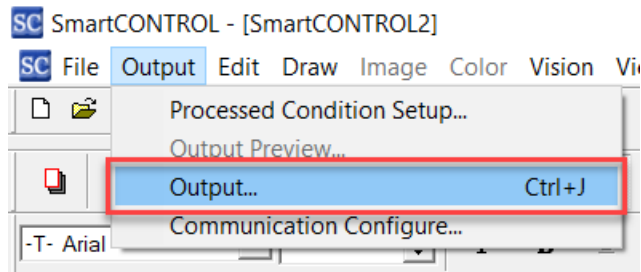 SC SmartCONTROL - [SmartCONTROL2]
SC File Output Edit Draw Image Color Vision
Processed Condition Setup...
Output Preview...
Output... Ctrl+J
Communication Configure...
-T- Arial